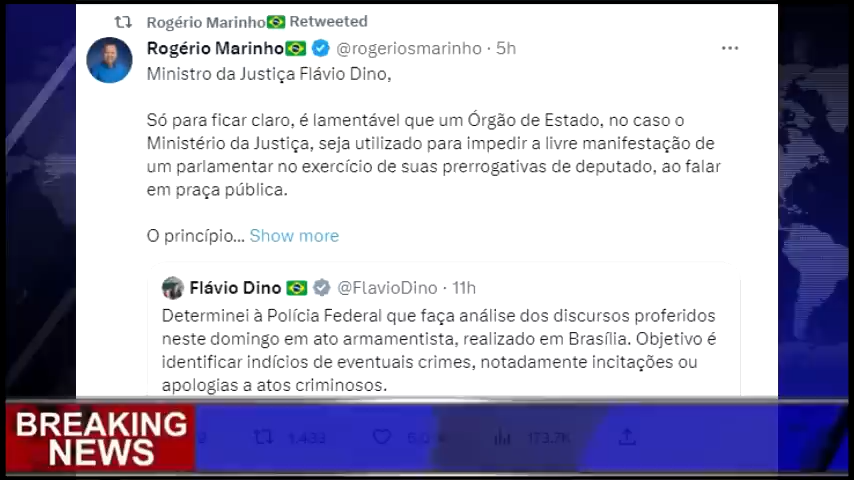 Rogério Marinho Retweeted
Rogério Marinho @rogeriosmarinho · 5h
Ministro da Justiça Flávio Dino,
Só para ficar claro, é lamentável que um Órgão de Estado, no caso o
Ministério da Justiça, seja utilizado para impedir a livre manifestação de
um parlamentar no exercício de suas prerrogativas de deputado, ao falar
em praça pública.
O princípio... Show more
Flávio Dino @FlavioDino · 11h
Determinei à Polícia Federal que faça análise dos discursos proferidos
neste domingo em ato armamentista, realizado em Brasília. Objetivo é
identificar indícios de eventuais crimes, notadamente incitações ou
apologias a atos criminosos.
173.7K
BREAKING
NEWS